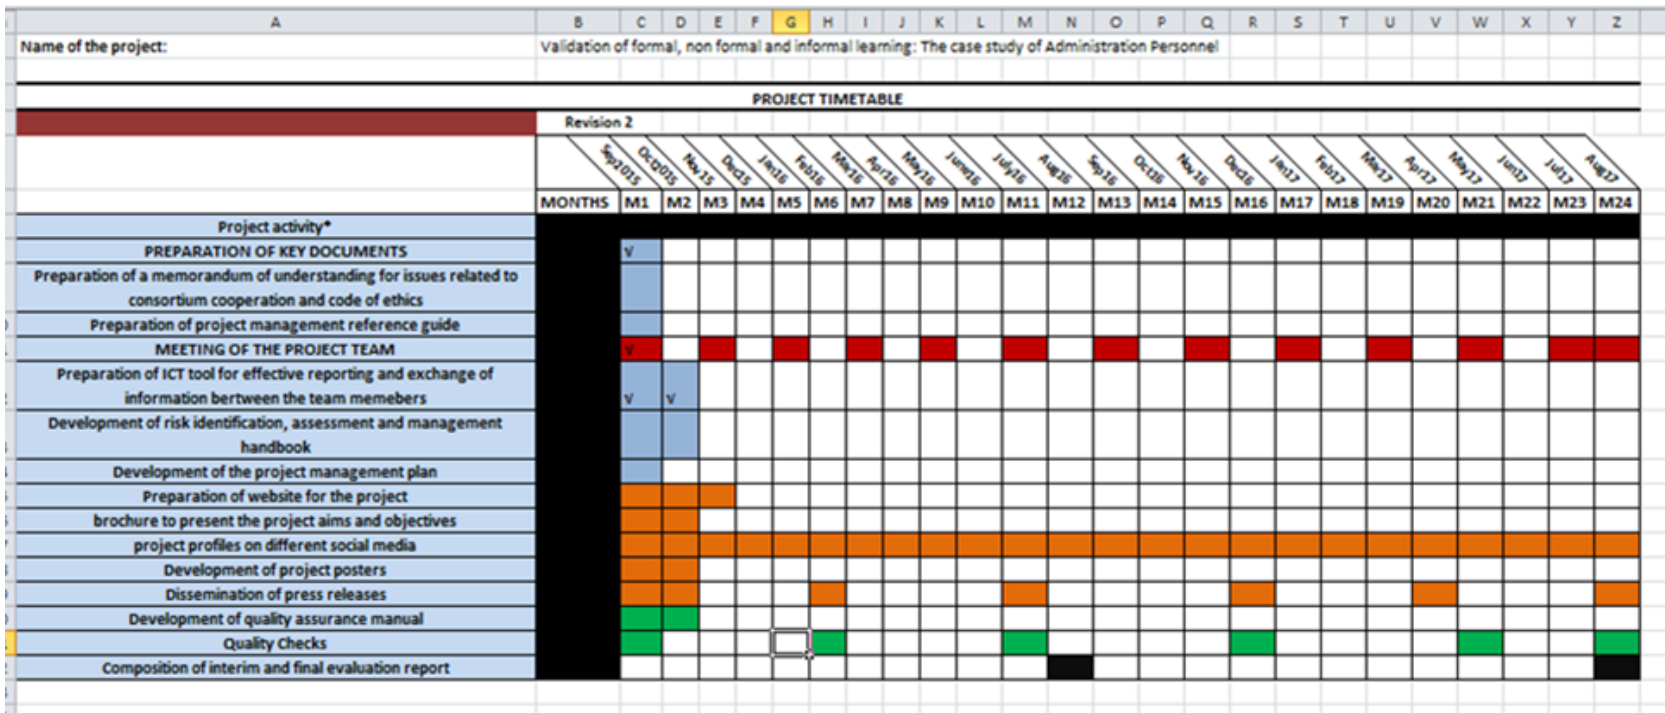 A B C D E F G H I J K L M N O P Q R S T U V W X Y Z
Name of the project: Validation of formal, non formal and informal learning: The case study of Administration Personnel
PROJECT TIMETABLE
Revision 2
Sep2015 Oct2015 Nov15 Dec15 Jan16 Feb16 Mar16 Apr16 May16 June16 July16 Aug16 Sep16 Oct16 Nov16 Dec16 Jan17 Feb17 Mar17 Apr17 May17 Jun17 Jul17 Aug17
MONTHS M1 M2 M3 M4 M5 M6 M7 M8 M9 M10 M11 M12 M13 M14 M15 M16 M17 M18 M19 M20 M21 M22 M23 M24
Project activity*
PREPARATION OF KEY DOCUMENTS √
Preparation of a memorandum of understanding for issues related to
consortium cooperation and code of ethics
Preparation of project management reference guide
MEETING OF THE PROJECT TEAM √
Preparation of ICT tool for effective reporting and exchange of
information bertween the team memebers √ √
Development of risk identification, assessment and management
handbook
Development of the project management plan
Preparation of website for the project
brochure to present the project aims and objectives
project profiles on different social media
Development of project posters
Dissemination of press releases
Development of quality assurance manual
Quality Checks
Composition of interim and final evaluation report